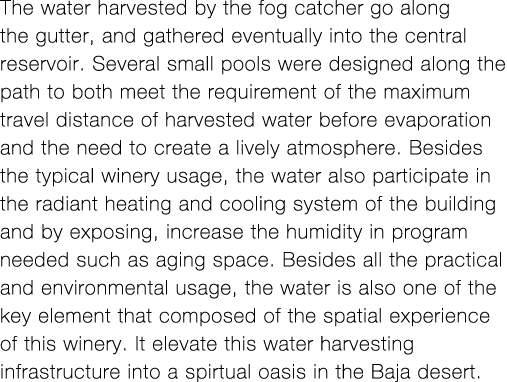 The water harvested by the fog catcher go along
the gutter, and gathered eventually into the central
reservoir. Several small pools were designed along the
path to both meet the requirement of the maximum
travel distance of harvested water before evaporation
and the need to create a lively atmosphere. Besides
the typical winery usage, the water also participate in
the radiant heating and cooling system of the building
and by exposing, increase the humidity in program
needed such as aging space. Besides all the practical
and environmental usage, the water is also one of the
key element that composed of the spatial experience
of this winery. It elevate this water harvesting
infrastructure into a spirtual oasis in the Baja desert.